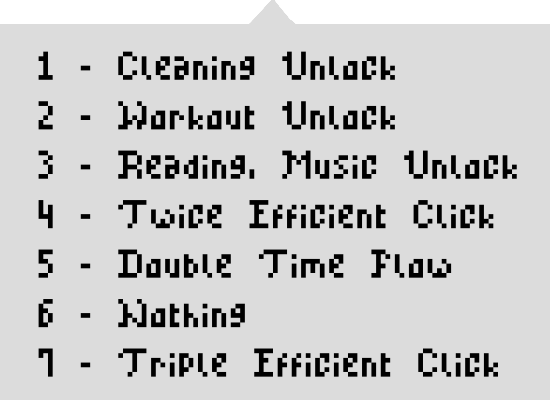 1 - Cleaning Unlock
2 - Workout Unlock
3 - Reading, Music Unlock
4 - Twice Efficient Click
5 - Double Time Flow
6 - Nothing
7 - Triple Efficient Click